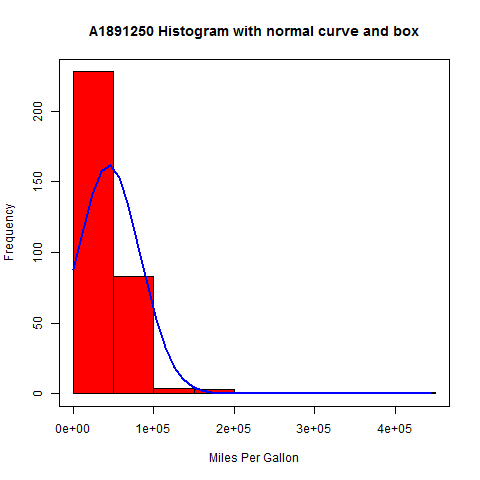 A1891250 Histogram with normal curve and box
Frequency
200
150
100
50
0
0e+00 1e+05 2e+05 3e+05 4e+05
Miles Per Gallon